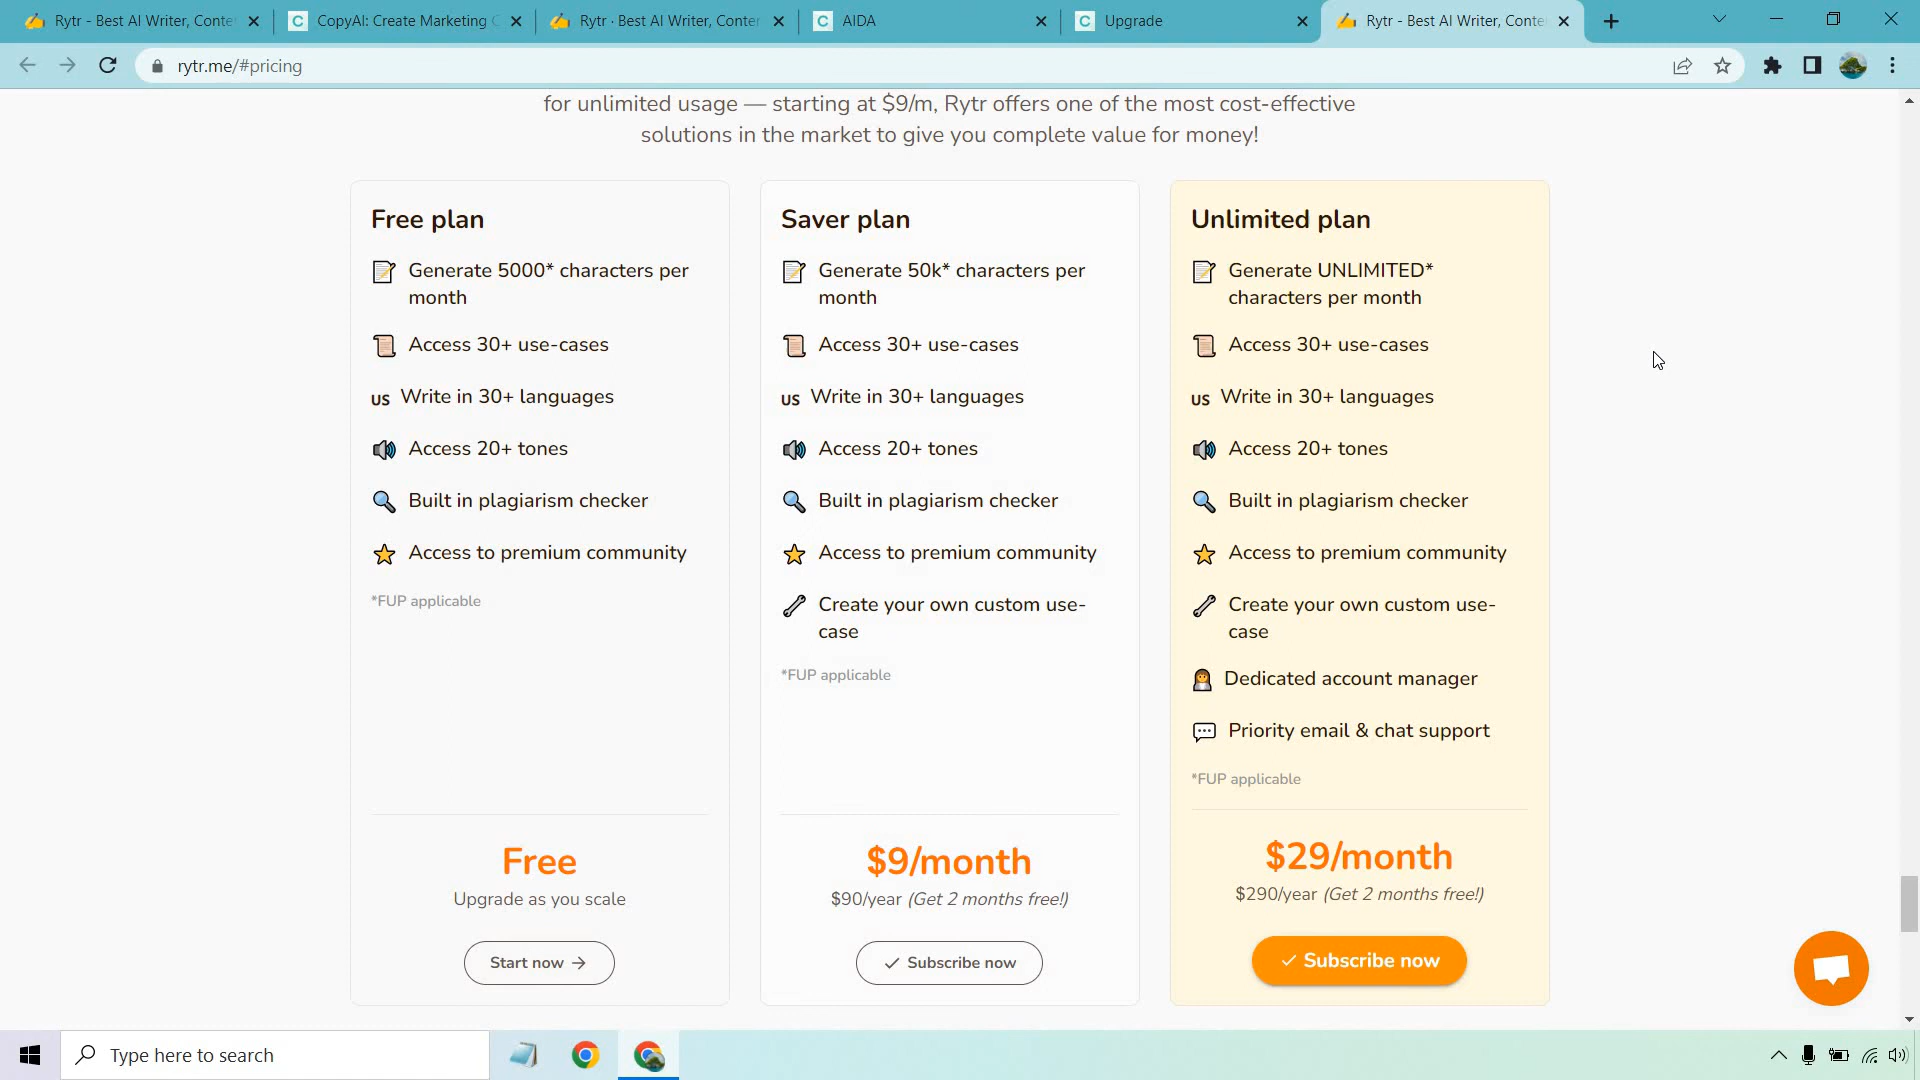 Rytr - Best AI Writer, Conte
CopyAI: Create Marketing C
Rytr · Best AI Writer, Conter
AIDA
Upgrade
Rytr - Best AI Writer, Conte
rytr.me/#pricing
for unlimited usage — starting at $9/m, Rytr offers one of the most cost-effective
solutions in the market to give you complete value for money!
Free plan
Generate 5000* characters per
month
Access 30+ use-cases
US Write in 30+ languages
Access 20+ tones
Built in plagiarism checker
Access to premium community
*FUP applicable
Free
Upgrade as you scale
Start now →
Saver plan
Generate 50k* characters per
month
Access 30+ use-cases
US Write in 30+ languages
Access 20+ tones
Built in plagiarism checker
Access to premium community
Create your own custom use-
case
*FUP applicable
$9/month
$90/year (Get 2 months free!)
Subscribe now
Unlimited plan
Generate UNLIMITED*
characters per month
Access 30+ use-cases
US Write in 30+ languages
Access 20+ tones
Built in plagiarism checker
Access to premium community
Create your own custom use-
case
Dedicated account manager
Priority email & chat support
*FUP applicable
$29/month
$290/year (Get 2 months free!)
Subscribe now
Type here to search